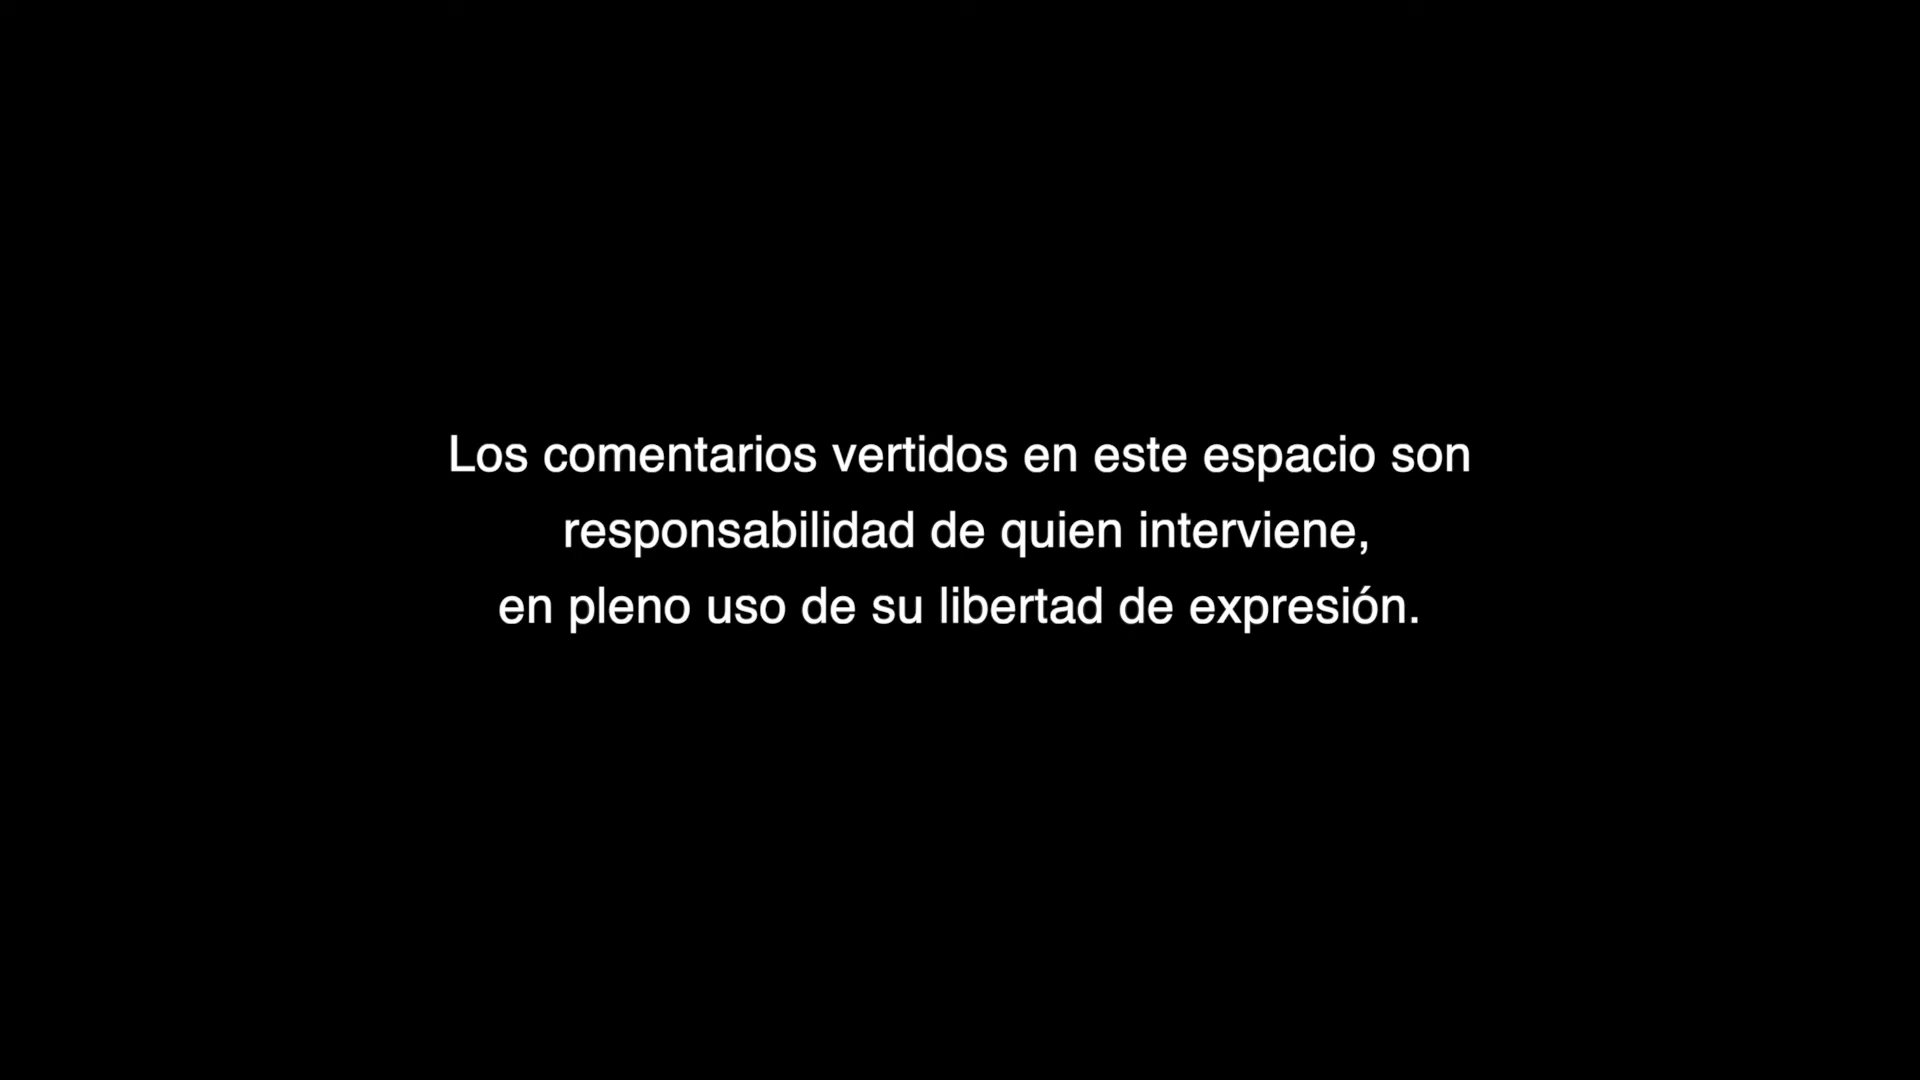 Los comentarios vertidos en este espacio son
responsabilidad de quien interviene,
en pleno uso de su libertad de expresión.